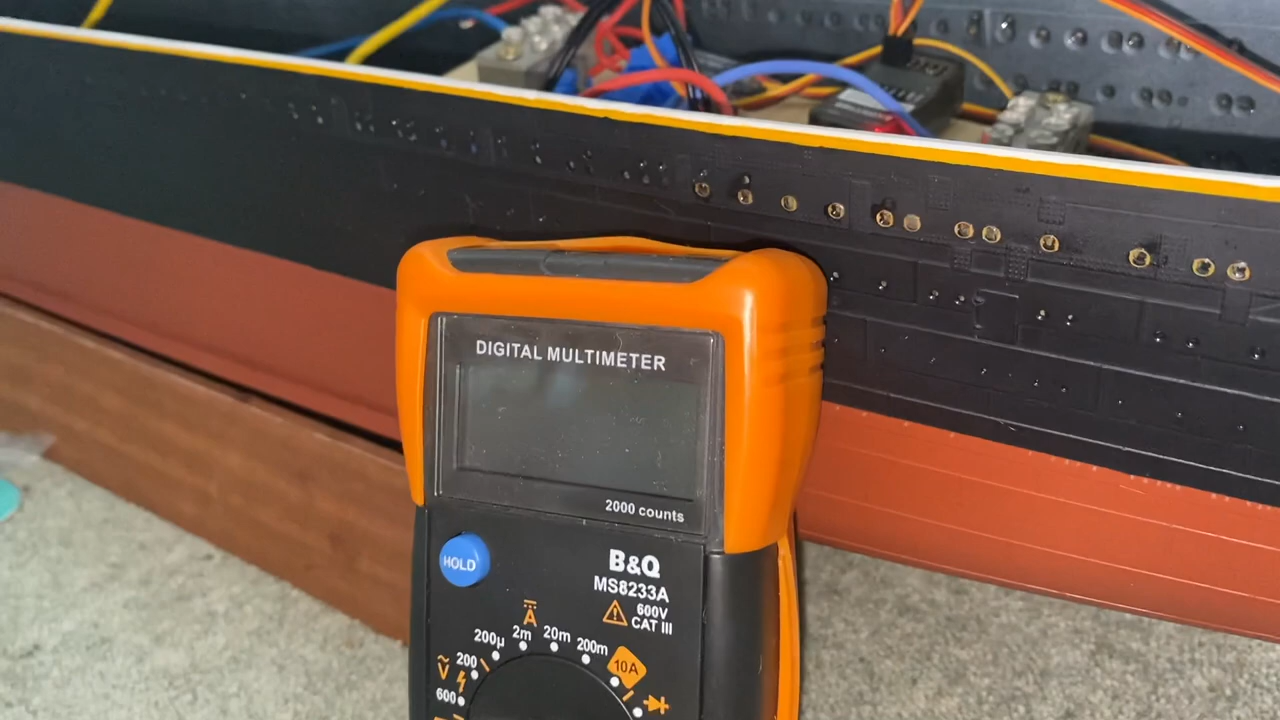 DIGITAL MULTIMETER
2000 counts
HOLD
B&Q
MS8233A
600V
CAT III
A
200µ 2m 20m 200m
10A
V 200
600